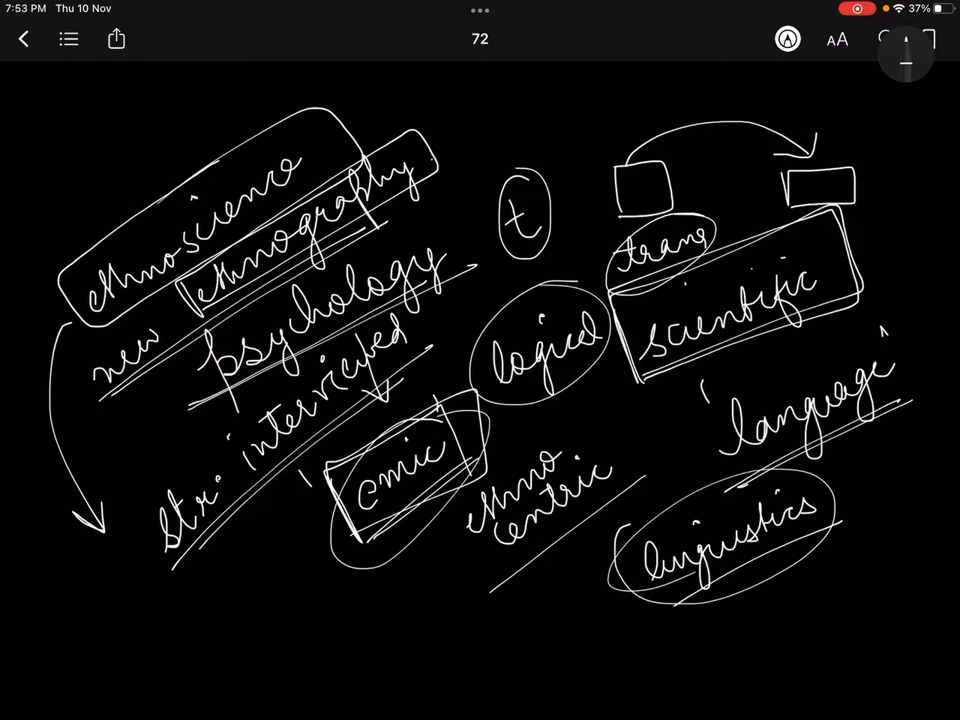 7:53 PM Thu 10 Nov
37%
72
AA
ethnoscience
ethnography
new
psychology
str. interviewed
t
trans
scientific
logical
'emic
ethno
centric
'language'
linguistics